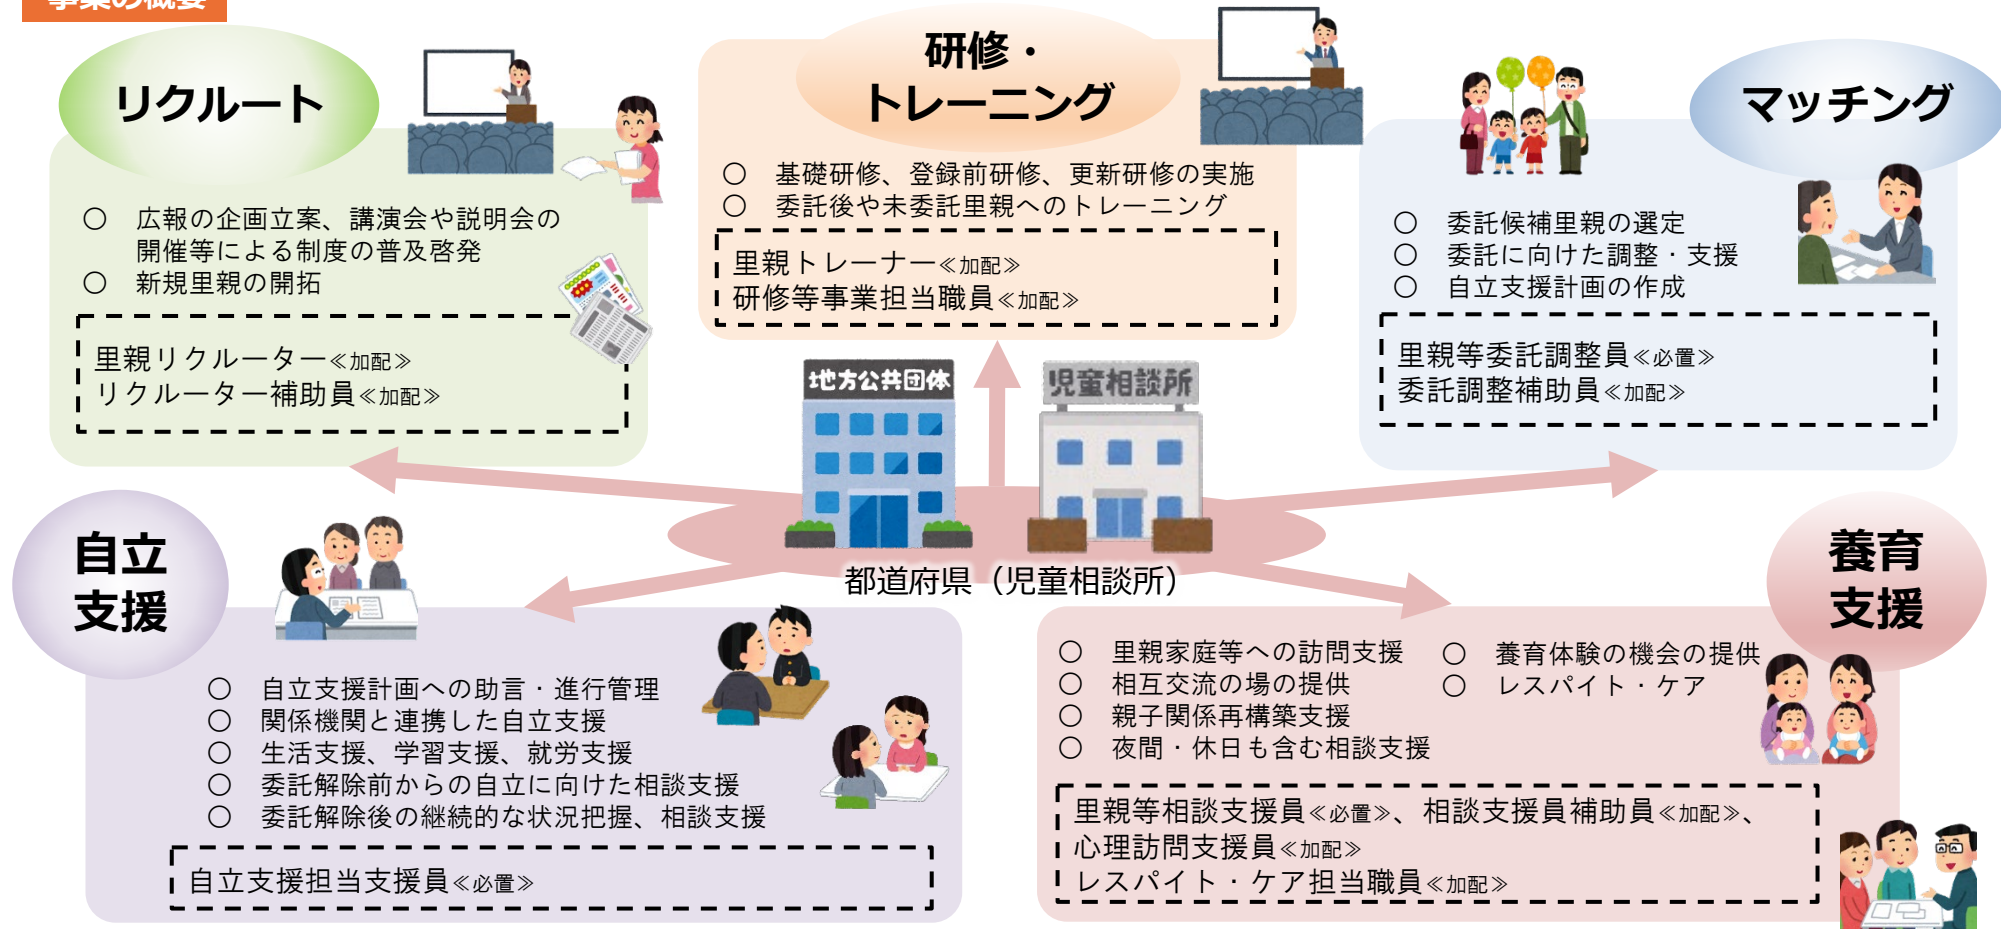 事業の概要
リクルート
○ 広報の企画立案、講演会や説明会の
開催等による制度の普及啓発
○ 新規里親の開拓
里親リクルーター≪加配≫
リクルーター補助員≪加配≫
研修・
トレーニング
○ 基礎研修、登録前研修、更新研修の実施
○ 委託後や未委託里親へのトレーニング
里親トレーナー≪加配≫
研修等事業担当職員≪加配≫
マッチング
○ 委託候補里親の選定
○ 委託に向けた調整・支援
○ 自立支援計画の作成
里親等委託調整員≪必置≫
委託調整補助員≪加配≫
地方公共団体
児童相談所
都道府県（児童相談所）
自立
支援
○ 自立支援計画への助言・進行管理
○ 関係機関と連携した自立支援
○ 生活支援、学習支援、就労支援
○ 委託解除前からの自立に向けた相談支援
○ 委託解除後の継続的な状況把握、相談支援
自立支援担当支援員≪必置≫
養育
支援
○ 里親家庭等への訪問支援
○ 相互交流の場の提供
○ 親子関係再構築支援
○ 夜間・休日も含む相談支援
○ 養育体験の機会の提供
○ レスパイト・ケア
里親等相談支援員≪必置≫、相談支援員補助員≪加配≫、
心理訪問支援員≪加配≫
レスパイト・ケア担当職員≪加配≫